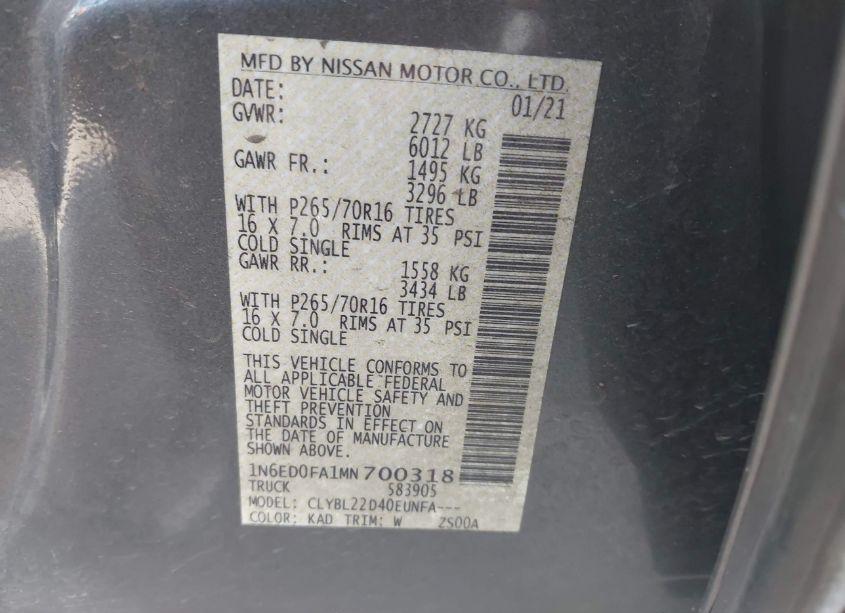 MFD BY NISSAN MOTOR CO., LTD.
DATE: 01/21
GVWR: 2727 KG
6012 LB
GAWR FR.: 1495 KG
3296 LB
WITH P265/70R16 TIRES
16 X 7.0 RIMS AT 35 PSI
COLD SINGLE
GAWR RR.: 1558 KG
3434 LB
WITH P265/70R16 TIRES
16 X 7.0 RIMS AT 35 PSI
COLD SINGLE
THIS VEHICLE CONFORMS TO
ALL APPLICABLE FEDERAL
MOTOR VEHICLE SAFETY AND
THEFT PREVENTION
STANDARDS IN EFFECT ON
THE DATE OF MANUFACTURE
SHOWN ABOVE.
1N6ED0FA1MN700318
TRUCK 583905
MODEL: CLYBL22D40EUNFA---
COLOR: KAD TRIM: W ZS00A